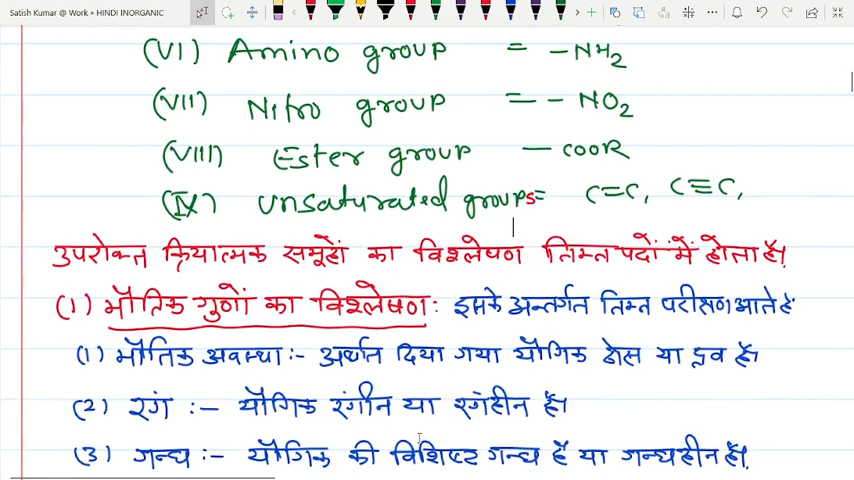 Satish Kumar @ Work » HINDI INORGANIC
(VI) Amino group = -NH2
(VII) Nitro group = - NO2
(VIII) Ester group - COOR
(IX) Unsaturated groups= C=C, C≡C,
उपरोक्त क्रियात्मक समूहों का विश्लेषण निम्न पदों में होता है।
(1) भौतिक गुणों का विश्लेषण: इसके अन्तर्गत निम्न परीक्षण आते हैं
(1) भौतिक अवस्था :- अर्थात दिया गया यौगिक ठोस या द्रव है।
(2) रंग :- यौगिक रंगीन या रंगहीन है।
(3) गन्ध :- यौगिक की विशिष्ट गन्ध है या गन्धहीन है।